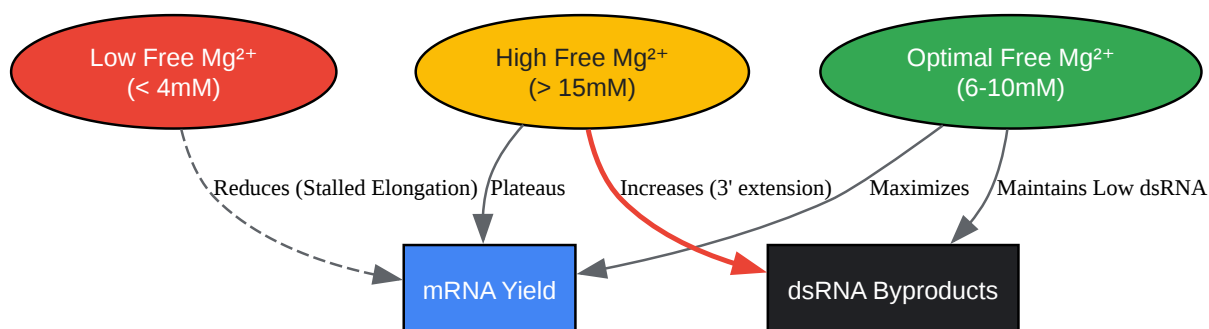 Low Free Mg²⁺
(< 4mM)
High Free Mg²⁺
(> 15mM)
Optimal Free Mg²⁺
(6-10mM)
Reduces (Stalled Elongation)
Plateaus
Increases (3' extension)
Maximizes
Maintains Low dsRNA
mRNA Yield
dsRNA Byproducts